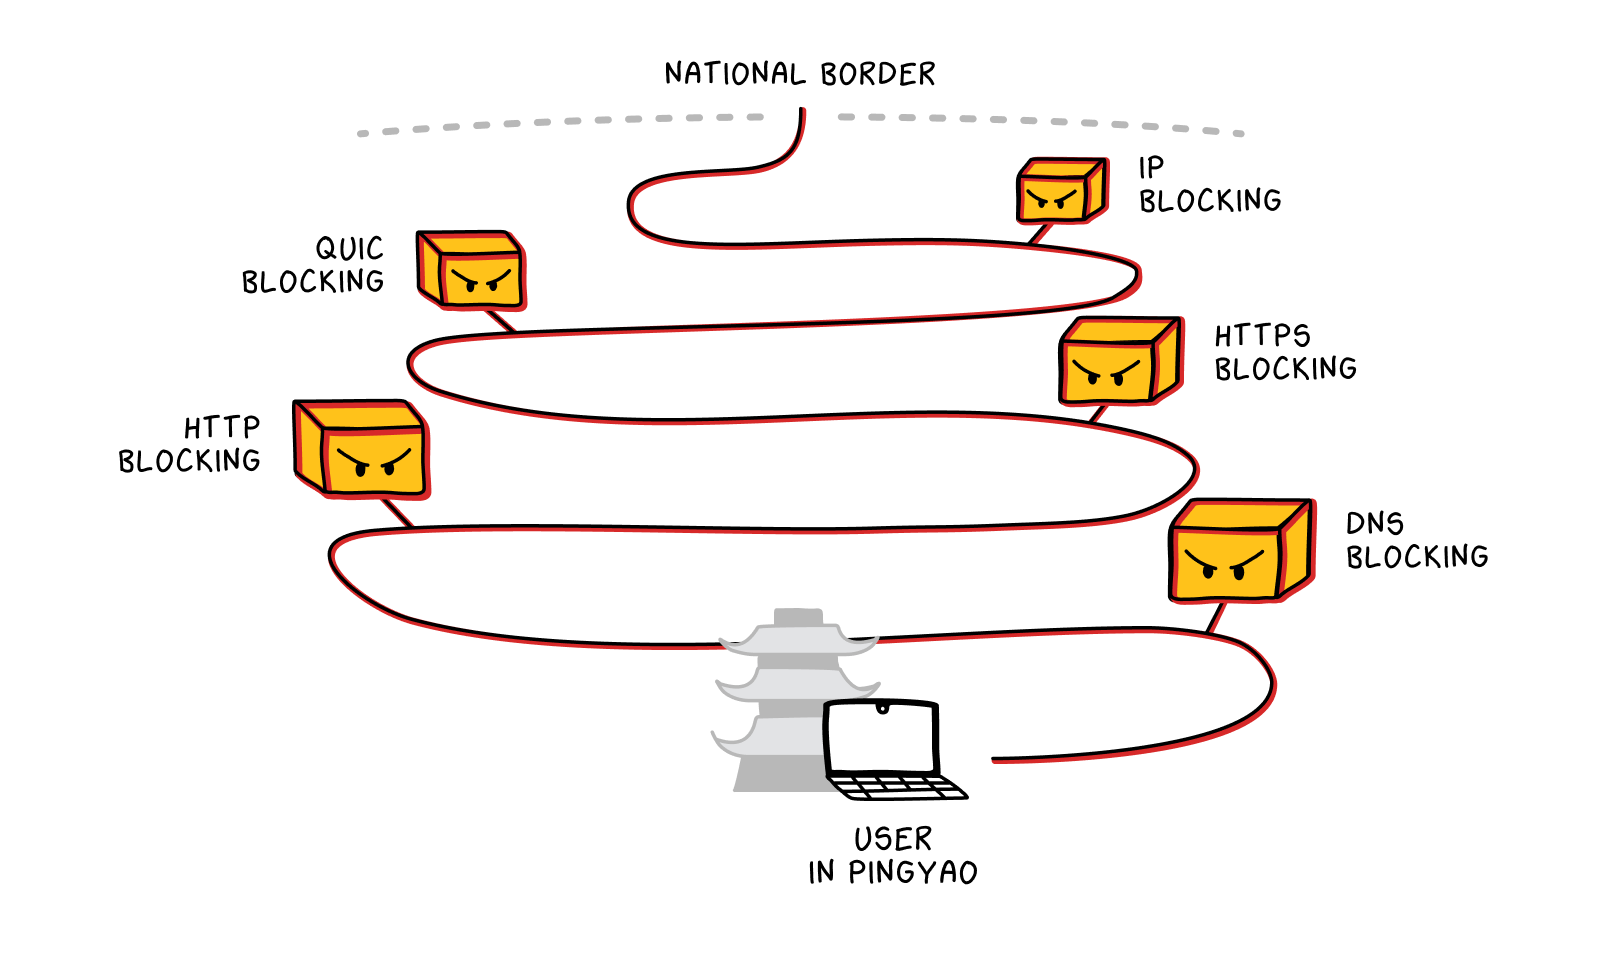 NATIONAL BORDER
IP
BLOCKING
QUIC
BLOCKING
HTTPS
BLOCKING
HTTP
BLOCKING
DNS
BLOCKING
USER
IN PINGYAO